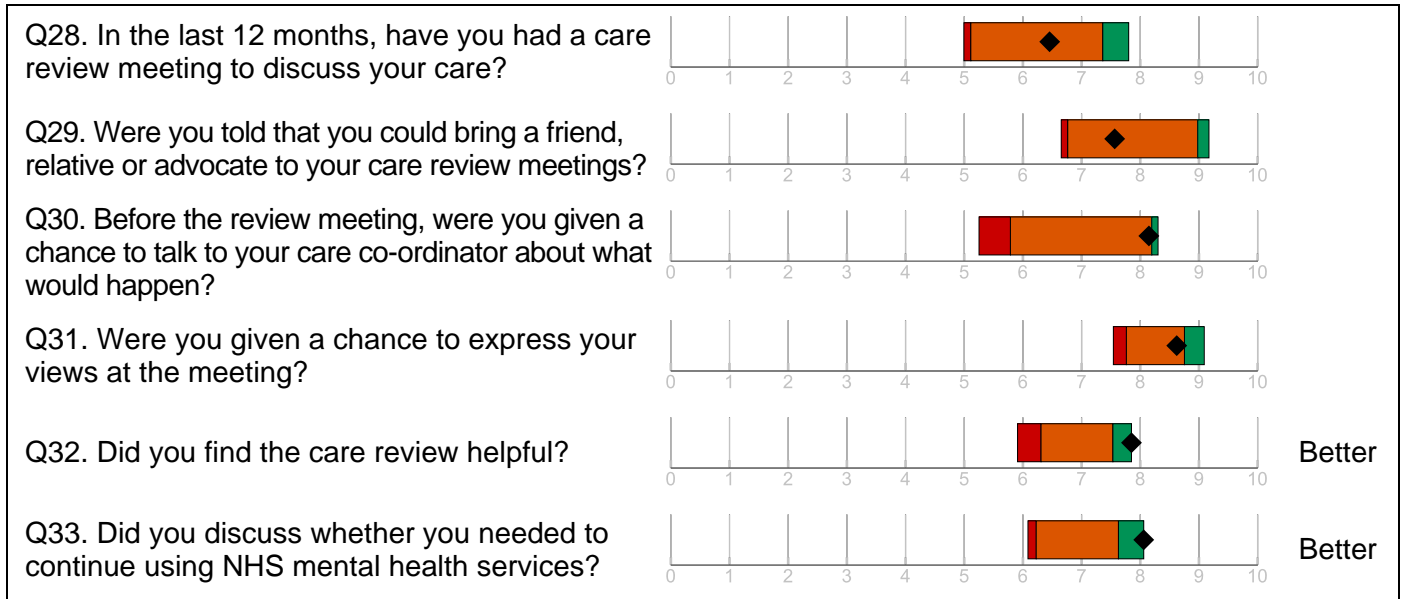 Q28. In the last 12 months, have you had a care
review meeting to discuss your care?
0 1 2 3 4 5 6 7 8 9 10
Q29. Were you told that you could bring a friend,
relative or advocate to your care review meetings?
0 1 2 3 4 5 6 7 8 9 10
Q30. Before the review meeting, were you given a
chance to talk to your care co-ordinator about what
would happen?
0 1 2 3 4 5 6 7 8 9 10
Q31. Were you given a chance to express your
views at the meeting?
0 1 2 3 4 5 6 7 8 9 10
Q32. Did you find the care review helpful?
Better
0 1 2 3 4 5 6 7 8 9 10
Q33. Did you discuss whether you needed to
continue using NHS mental health services?
Better
0 1 2 3 4 5 6 7 8 9 10